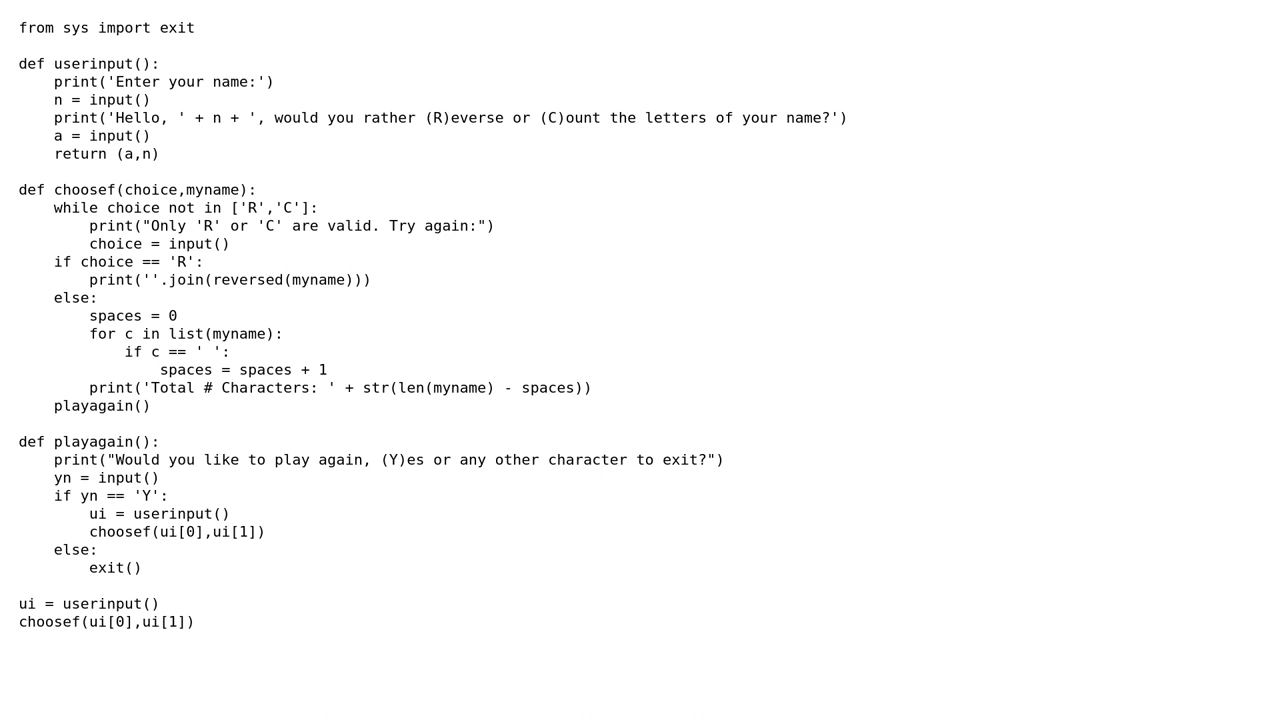 from sys import exit

def userinput():
    print('Enter your name:')
    n = input()
    print('Hello, ' + n + ', would you rather (R)everse or (C)ount the letters of your name?')
    a = input()
    return (a,n)

def choosef(choice,myname):
    while choice not in ['R','C']:
        print("Only 'R' or 'C' are valid. Try again:")
        choice = input()
    if choice == 'R':
        print(''.join(reversed(myname)))
    else:
        spaces = 0
        for c in list(myname):
            if c == ' ':
                spaces = spaces + 1
        print('Total # Characters: ' + str(len(myname) - spaces))
    playagain()

def playagain():
    print("Would you like to play again, (Y)es or any other character to exit?")
    yn = input()
    if yn == 'Y':
        ui = userinput()
        choosef(ui[0],ui[1])
    else:
        exit()

ui = userinput()
choosef(ui[0],ui[1])